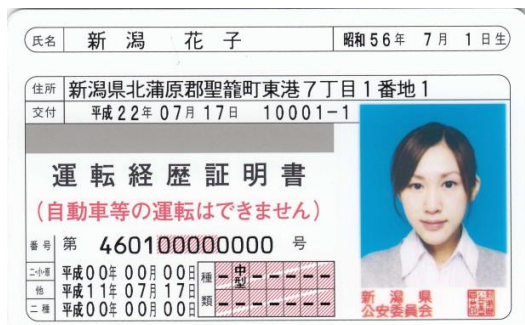 氏名 新潟 花子 昭和56年 7月 1日生
住所 新潟県北蒲原郡聖籠町東港7丁目1番地1
交付 平成22年07月17日 10001-1
運転経歴証明書
(自動車等の運転はできません)
番号 第 460100000000 号
二・小・原 平成00年00月00日
他 平成11年07月17日
二種 平成00年00月00日
種類 - 中型 - - - - - -
- - - - - - -
新潟県
公安委員会